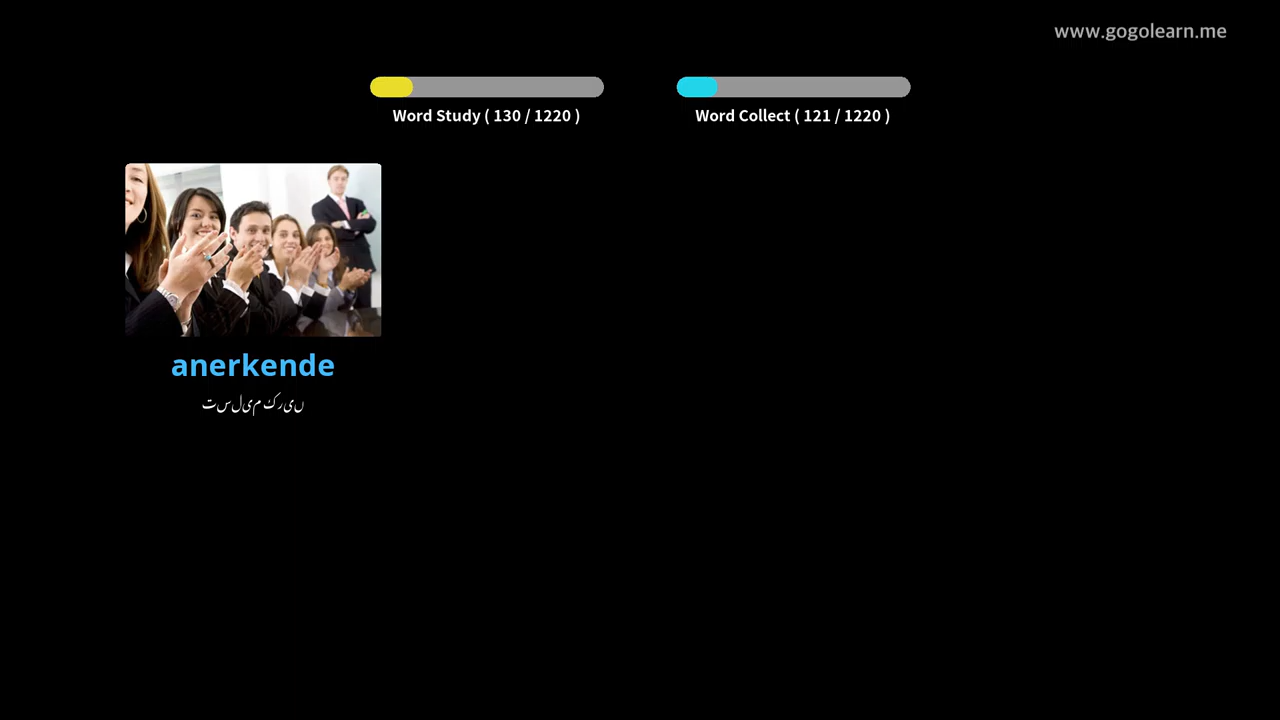 www.gogolearn.me
Word Study ( 130 / 1220 )
Word Collect ( 121 / 1220 )
anerkende
تسلیم کریں